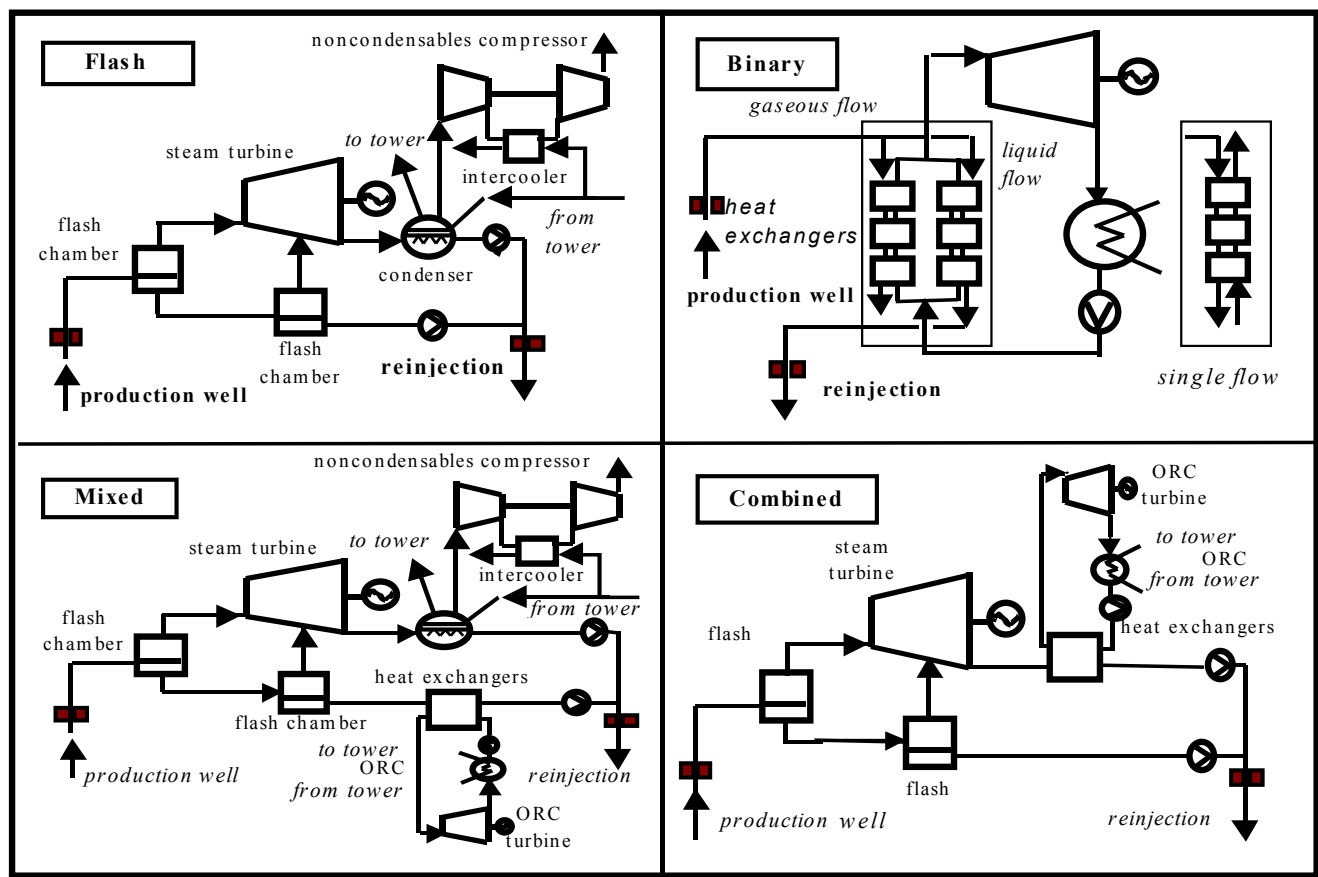 Flash
noncondensables compressor
to tower
steam turbine
intercooler
flash
chamber
from
tower
condenser
flash
chamber
reinjection
production well
Binary
gaseous flow
liquid
flow
heat
exchangers
production well
reinjection
single flow
Mixed
noncondensables compressor
steam turbine
to tower
intercooler
from tower
flash
chamber
heat exchangers
flash chamber
to tower
ORC
from tower
production well
reinjection
ORC
turbine
Combined
ORC
turbine
steam
turbine
to tower
ORC
from tower
heat exchangers
flash
flash
production well
reinjection